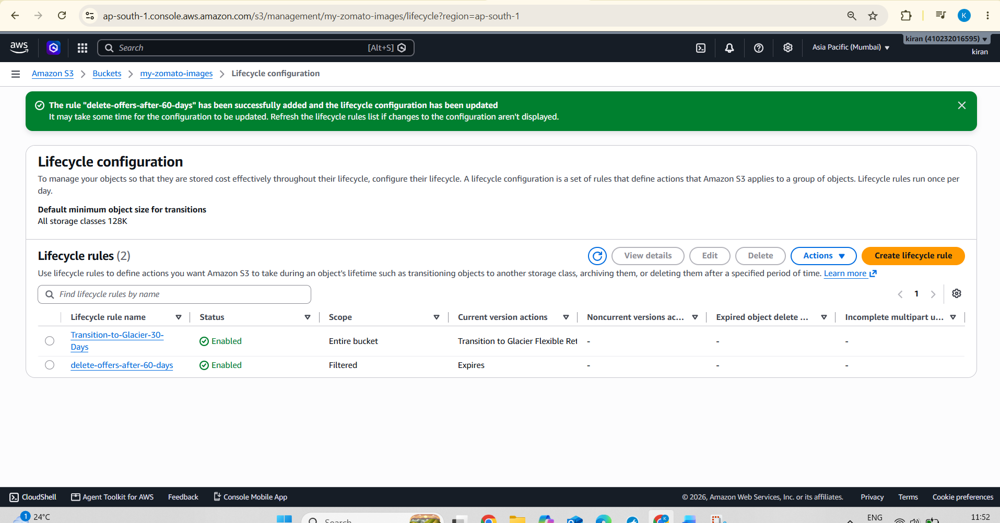 ap-south-1.console.aws.amazon.com/s3/management/my-zomato-images/lifecycle?region=ap-south-1
K
aws
Search
[Alt+S]
Asia Pacific (Mumbai)
kiran (410232016595)
kiran
Amazon S3
Buckets
my-zomato-images
Lifecycle configuration
The rule "delete-offers-after-60-days" has been successfully added and the lifecycle configuration has been updated
It may take some time for the configuration to be updated. Refresh the lifecycle rules list if changes to the configuration aren't displayed.
Lifecycle configuration
To manage your objects so that they are stored cost effectively throughout their lifecycle, configure their lifecycle. A lifecycle configuration is a set of rules that define actions that Amazon S3 applies to a group of objects. Lifecycle rules run once per
day.
Default minimum object size for transitions
All storage classes 128K
Lifecycle rules (2)
View details
Edit
Delete
Actions
Create lifecycle rule
Use lifecycle rules to define actions you want Amazon S3 to take during an object's lifetime such as transitioning objects to another storage class, archiving them, or deleting them after a specified period of time. Learn more
Find lifecycle rules by name
1
Lifecycle rule name
Status
Scope
Current version actions
Noncurrent versions ac...
Expired object delete ...
Incomplete multipart u...
Transition-to-Glacier-30-
Days
Enabled
Entire bucket
Transition to Glacier Flexible Ret
-
-
-
delete-offers-after-60-days
Enabled
Filtered
Expires
-
-
-
CloudShell
Agent Toolkit for AWS
Feedback
Console Mobile App
© 2026, Amazon Web Services, Inc. or its affiliates.
Privacy
Terms
Cookie preferences
1
24°C
Search
K
ENG
11:52